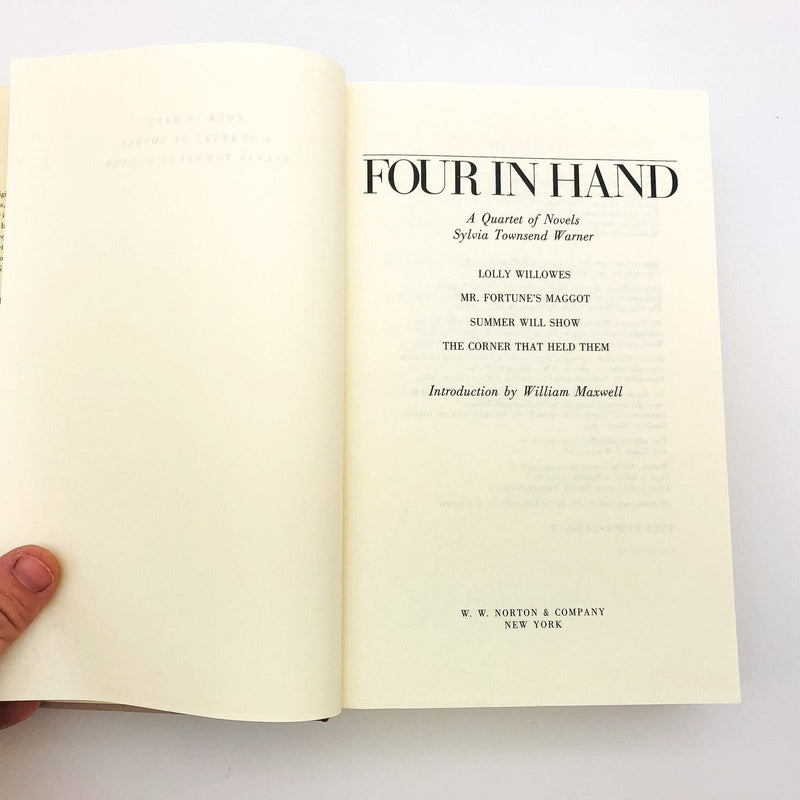 FOUR IN HAND
A Quartet of Novels
Sylvia Townsend Warner
LOLLY WILLOWES
MR. FORTUNE'S MAGGOT
SUMMER WILL SHOW
THE CORNER THAT HELD THEM
Introduction by William Maxwell
W. W. NORTON & COMPANY
NEW YORK